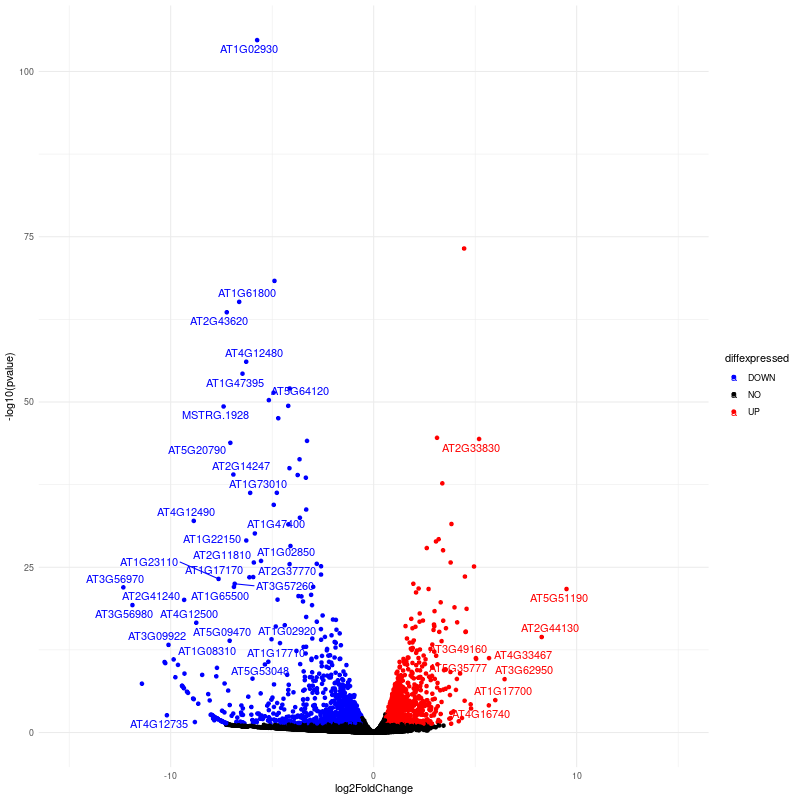 AT1G02930
100
75
AT1G61800
AT2G43620
AT4G12480
AT1G47395
AT5G64120
50
MSTRG.1928
AT5G20790
AT2G33830
AT2G14247
AT1G73010
AT4G12490
AT1G47400
AT1G22150
AT2G11810
AT1G02850
AT1G23110
25
AT1G17170
AT2G37770
AT3G56970
AT3G57260
AT2G41240
AT1G65500
AT5G51190
AT3G56980
AT4G12500
AT3G09922
AT5G09470
AT1G02920
AT2G44130
AT1G08310
AT1G17710
AT3G49160
AT4G33467
AT5G53048
AT5G35777
AT3G62950
AT1G17700
AT4G12735
AT4G16740
0
-10
0
10
log2FoldChange
-log10(pvalue)
diffexpressed
a DOWN
a NO
a UP